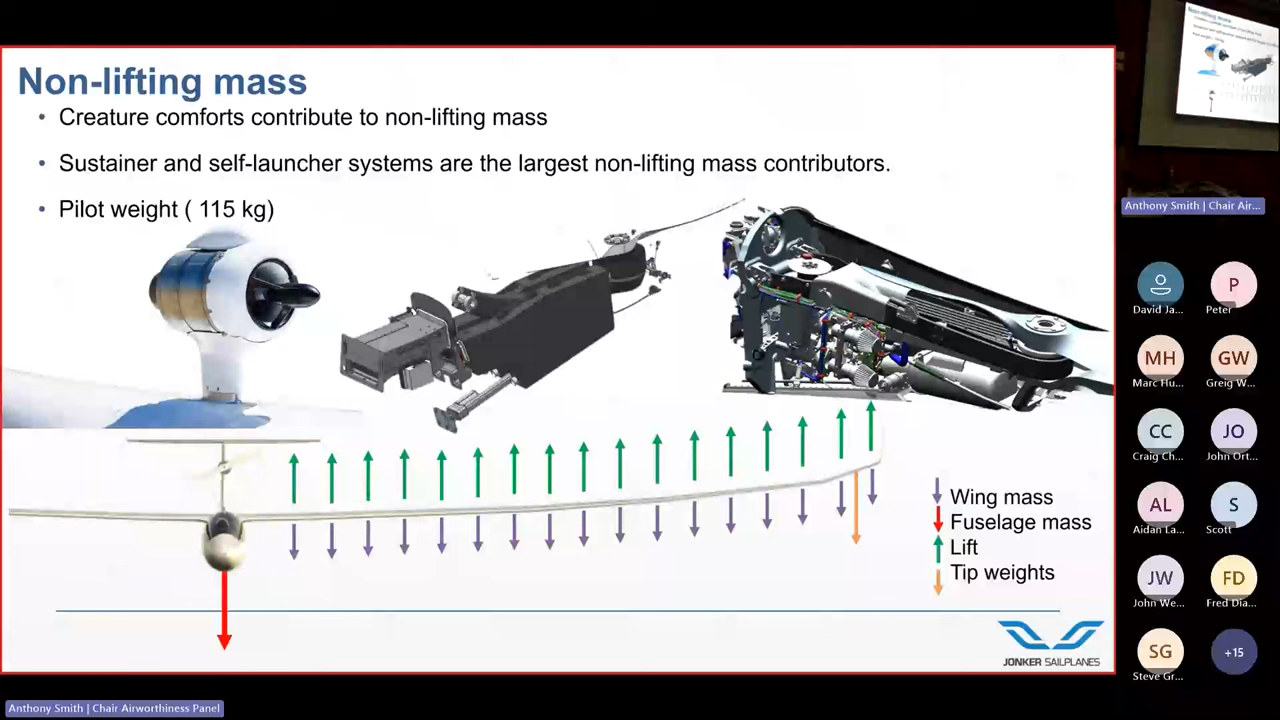 Non-lifting mass
• Creature comforts contribute to non-lifting mass
• Sustainer and self-launcher systems are the largest non-lifting mass contributors.
• Pilot weight ( 115 kg)
Wing mass
Fuselage mass
Lift
Tip weights
JONKER SAILPLANES
Anthony Smith | Chair Airworthiness Panel
Non-lifting mass
Anthony Smith | Chair Air...
P
David Ja...
Peter
MH
GW
Marc Hu...
Greig W...
CC
JO
Craig Ch...
John Ort...
AL
S
Aidan La...
Scott
JW
FD
John We...
Fred Dia...
SG
+15
Steve Gr...